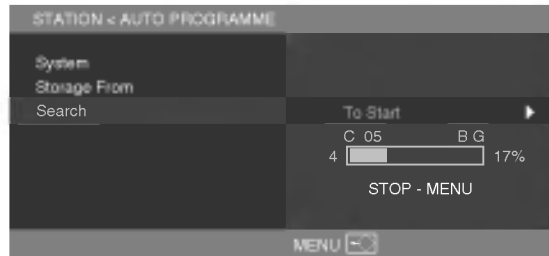 STATION < AUTO PROGRAMME
System
Storage From
Search
To Start
C 05 B G
4 17%
STOP - MENU
MENU